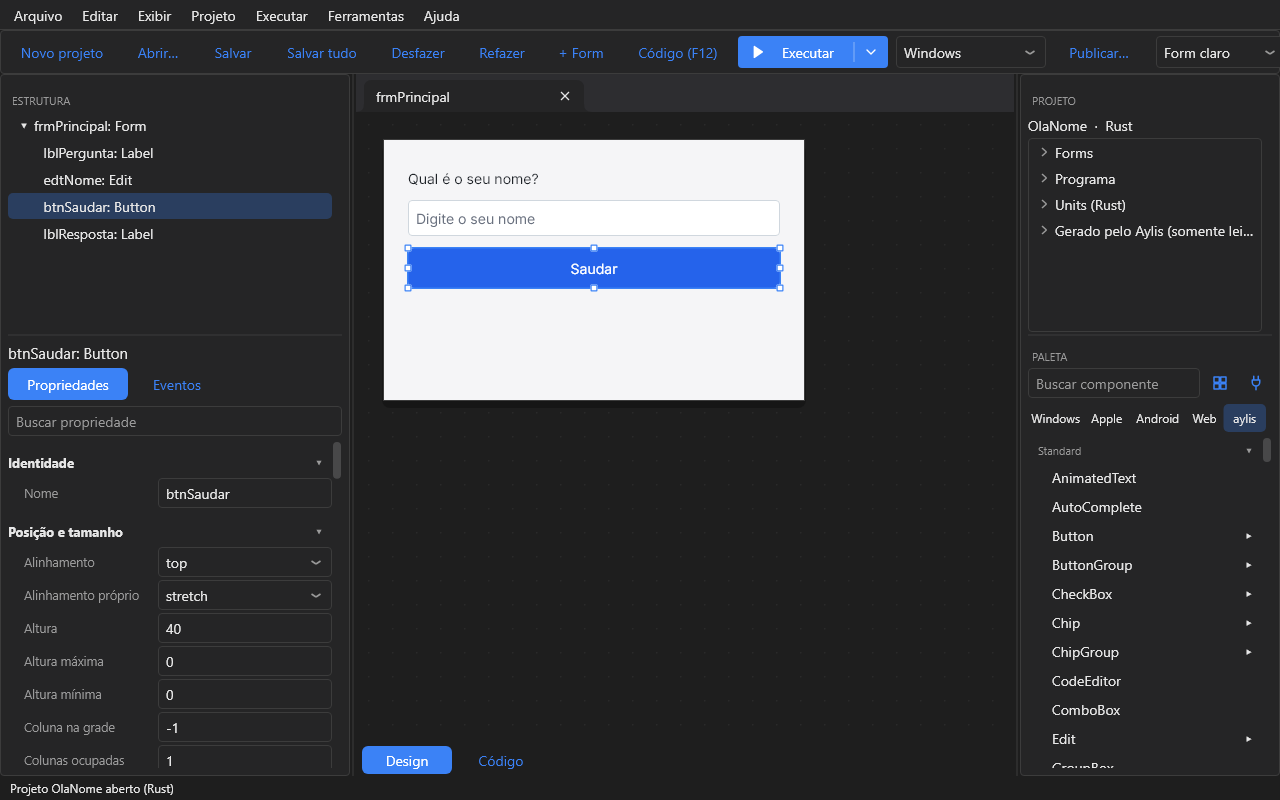 Arquivo Editar Exibir Projeto Executar Ferramentas Ajuda
Novo projeto Abrir... Salvar Salvar tudo Desfazer Refazer + Form Código (F12) Executar Windows Publicar... Form claro
ESTRUTURA
frmPrincipal: Form
lblPergunta: Label
edtNome: Edit
btnSaudar: Button
lblResposta: Label
btnSaudar: Button
Propriedades Eventos
Buscar propriedade
Identidade
Nome btnSaudar
Posição e tamanho
Alinhamento top
Alinhamento próprio stretch
Altura 40
Altura máxima 0
Altura mínima 0
Coluna na grade -1
Colunas ocupadas 1
frmPrincipal
Qual é o seu nome?
Digite o seu nome
Saudar
Design Código
PROJETO
OlaNome · Rust
Forms
Programa
Units (Rust)
Gerado pelo Aylis (somente lei...
PALETA
Buscar componente
Windows Apple Android Web aylis
Standard
AnimatedText
AutoComplete
Button
ButtonGroup
CheckBox
Chip
ChipGroup
CodeEditor
ComboBox
Edit
GroupBox
Projeto OlaNome aberto (Rust)